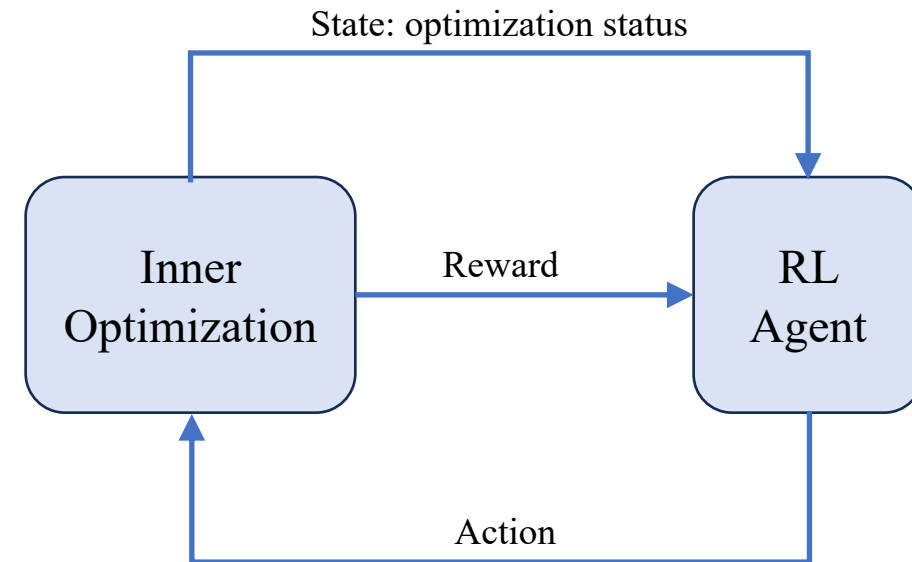 State: optimization status
Inner
Optimization
Reward
RL
Agent
Action